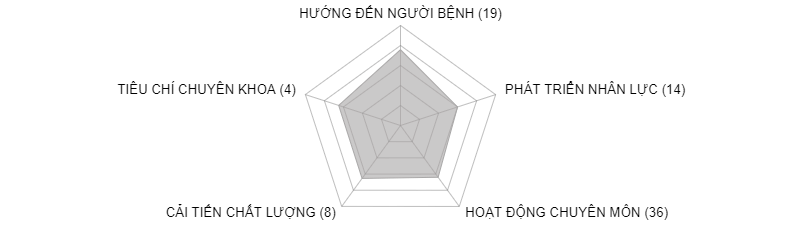 HƯỚNG ĐẾN NGƯỜI BỆNH (19)
TIÊU CHÍ CHUYÊN KHOA (4)
PHÁT TRIỂN NHÂN LỰC (14)
CẢI TIẾN CHẤT LƯỢNG (8)
HOẠT ĐỘNG CHUYÊN MÔN (36)